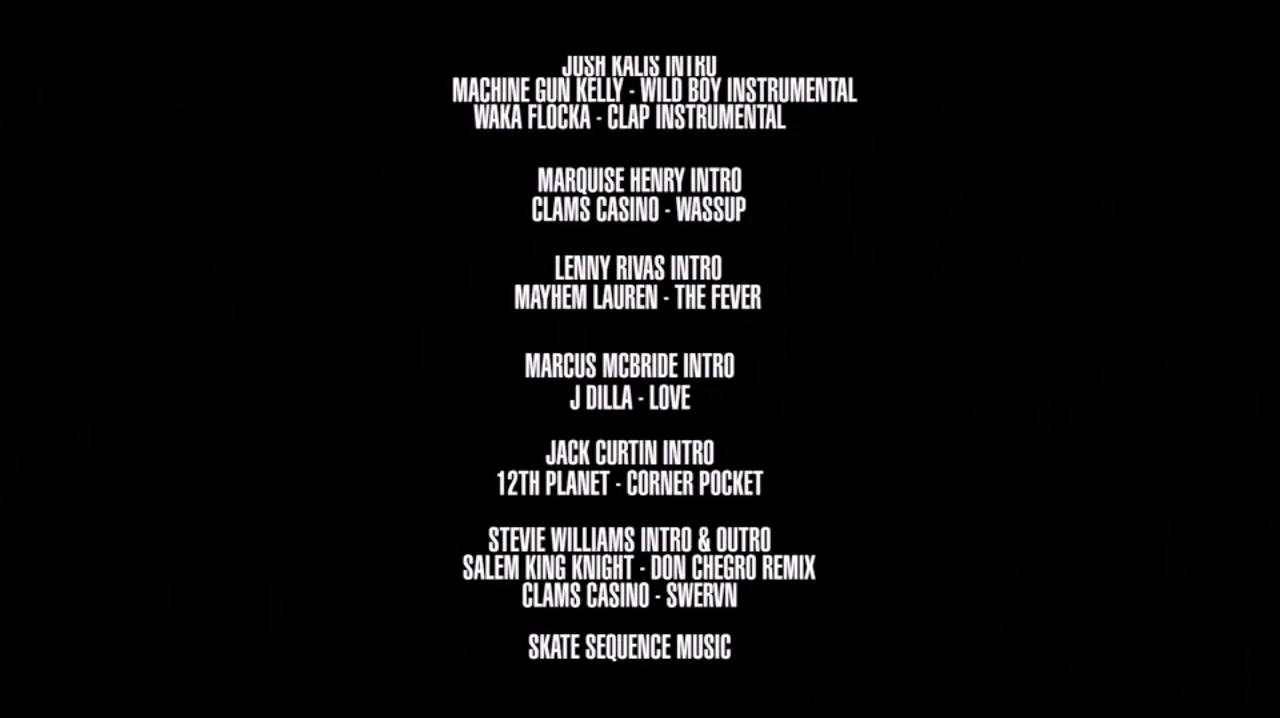 JOSH KALIS INTRO
MACHINE GUN KELLY - WILD BOY INSTRUMENTAL
WAKA FLOCKA - CLAP INSTRUMENTAL
MARQUISE HENRY INTRO
CLAMS CASINO - WASSUP
LENNY RIVAS INTRO
MAYHEM LAUREN - THE FEVER
MARCUS MCBRIDE INTRO
J DILLA - LOVE
JACK CURTIN INTRO
12TH PLANET - CORNER POCKET
STEVIE WILLIAMS INTRO & OUTRO
SALEM KING KNIGHT - DON CHEGRO REMIX
CLAMS CASINO - SWERVN
SKATE SEQUENCE MUSIC